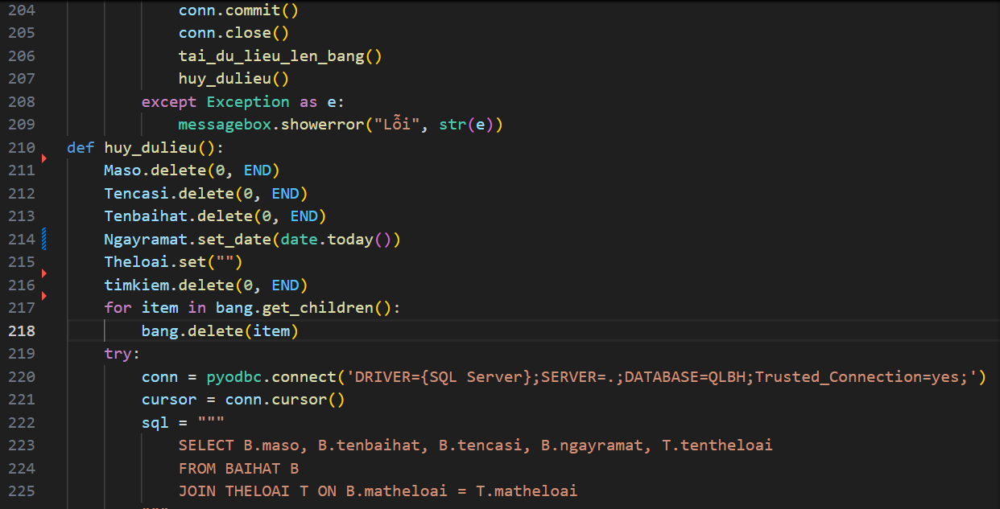 204 conn.commit()
205 conn.close()
206 tai_du_lieu_len_bang()
207 huy_dulieu()
208 except Exception as e:
209 messagebox.showerror("Lỗi", str(e))
210 def huy_dulieu():
211 Maso.delete(0, END)
212 Tencasi.delete(0, END)
213 Tenbaihat.delete(0, END)
214 Ngayramat.set_date(date.today())
215 Theloai.set("")
216 timkiem.delete(0, END)
217 for item in bang.get_children():
218 bang.delete(item)
219 try:
220 conn = pyodbc.connect('DRIVER={SQL Server};SERVER=.;DATABASE=QLBH;Trusted_Connection=yes;')
221 cursor = conn.cursor()
222 sql = """
223 SELECT B.maso, B.tenbaihat, B.tencasi, B.ngayramat, T.tentheloai
224 FROM BAIHAT B
225 JOIN THELOAI T ON B.matheloai = T.matheloai
"""